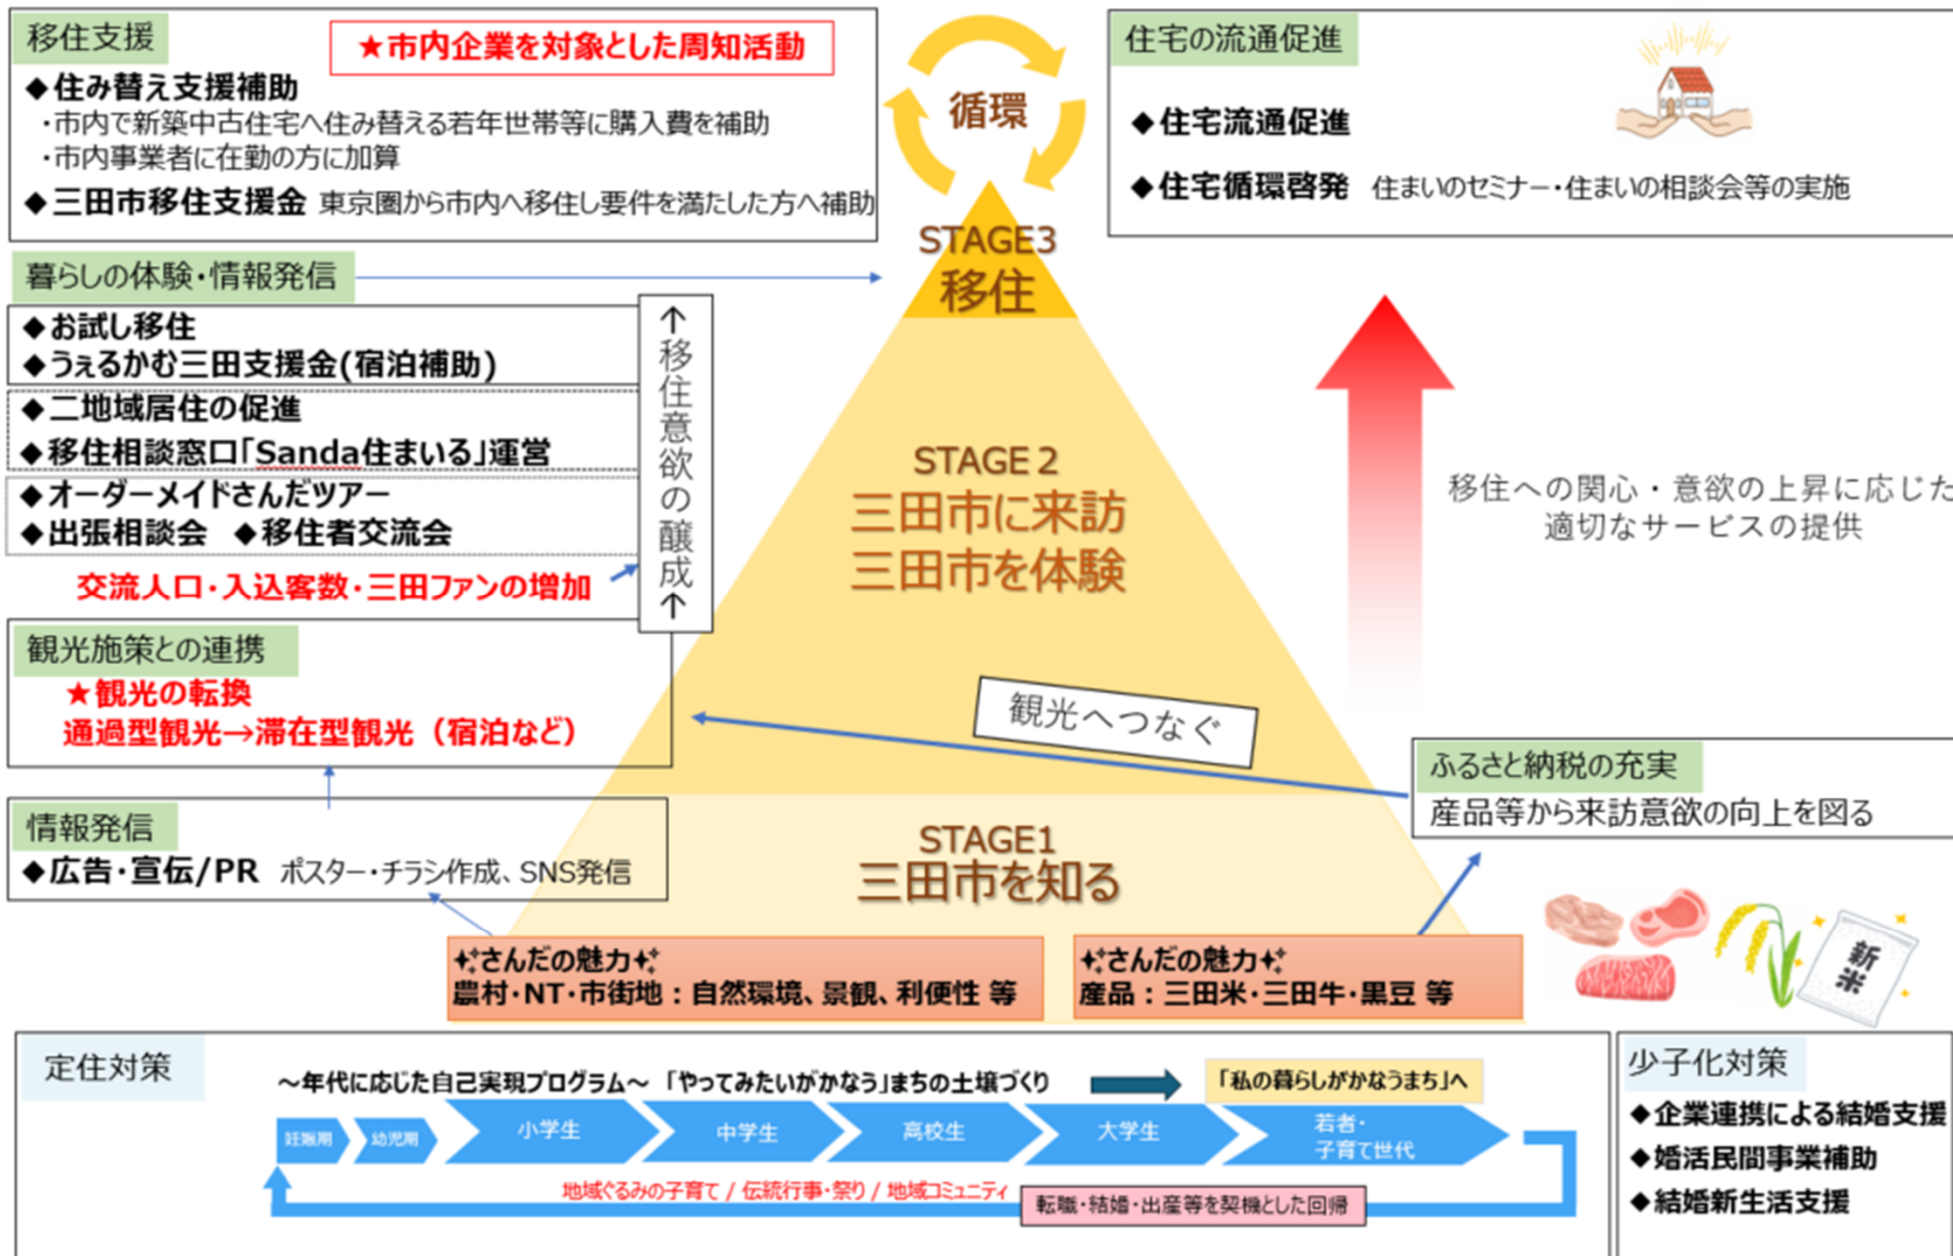 移住支援
★市内企業を対象とした周知活動
◆住み替え支援補助
・市内で新築中古住宅へ住み替える若年世帯等に購入費を補助
・市内事業者に在勤の方に加算
◆三田市移住支援金 東京圏から市内へ移住し要件を満たした方へ補助
循環
住宅の流通促進
◆住宅流通促進
◆住宅循環啓発 住まいのセミナー・住まいの相談会等の実施
STAGE3
移住
暮らしの体験・情報発信
◆お試し移住
◆うぇるかむ三田支援金(宿泊補助)
◆二地域居住の促進
◆移住相談窓口「Sanda住まいる」運営
◆オーダーメイドさんだツアー
◆出張相談会 ◆移住者交流会
交流人口・入込客数・三田ファンの増加
↑移住意欲の醸成↑
STAGE 2
三田市に来訪
三田市を体験
移住への関心・意欲の上昇に応じた
適切なサービスの提供
観光施策との連携
★観光の転換
通過型観光→滞在型観光（宿泊など）
観光へつなぐ
ふるさと納税の充実
産品等から来訪意欲の向上を図る
情報発信
◆広告・宣伝/PR ポスター・チラシ作成、SNS発信
STAGE1
三田市を知る
さんだの魅力
農村・NT・市街地：自然環境、景観、利便性 等
さんだの魅力
産品：三田米・三田牛・黒豆 等
新米
定住対策
～年代に応じた自己実現プログラム～ 「やってみたいがかなう」まちの土壌づくり
「私の暮らしがかなうまち」へ
妊娠期
幼児期
小学生
中学生
高校生
大学生
若者・
子育て世代
地域ぐるみの子育て / 伝統行事・祭り / 地域コミュニティ
転職・結婚・出産等を契機とした回帰
少子化対策
◆企業連携による結婚支援
◆婚活民間事業補助
◆結婚新生活支援